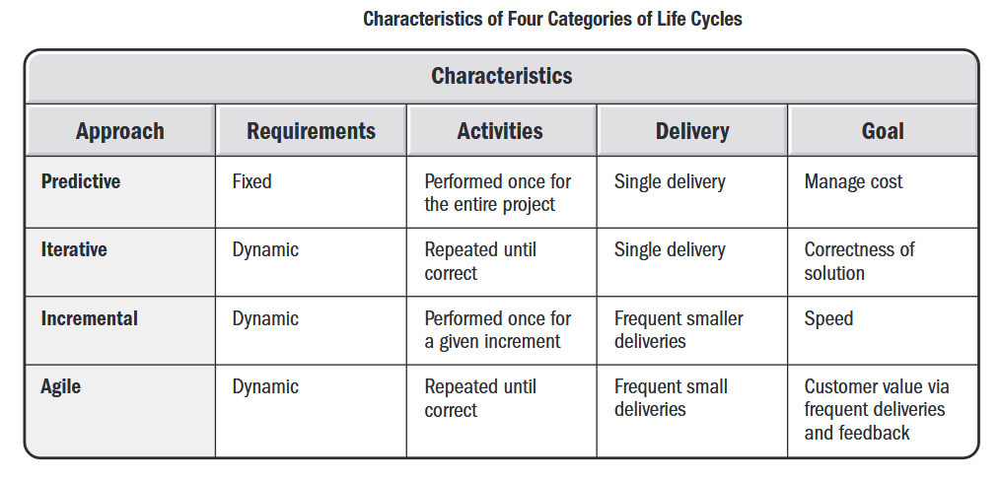 Characteristics of Four Categories of Life Cycles
Characteristics
Approach Requirements Activities Delivery Goal
Predictive Fixed Performed once for the entire project Single delivery Manage cost
Iterative Dynamic Repeated until correct Single delivery Correctness of solution
Incremental Dynamic Performed once for a given increment Frequent smaller deliveries Speed
Agile Dynamic Repeated until correct Frequent small deliveries Customer value via frequent deliveries and feedback